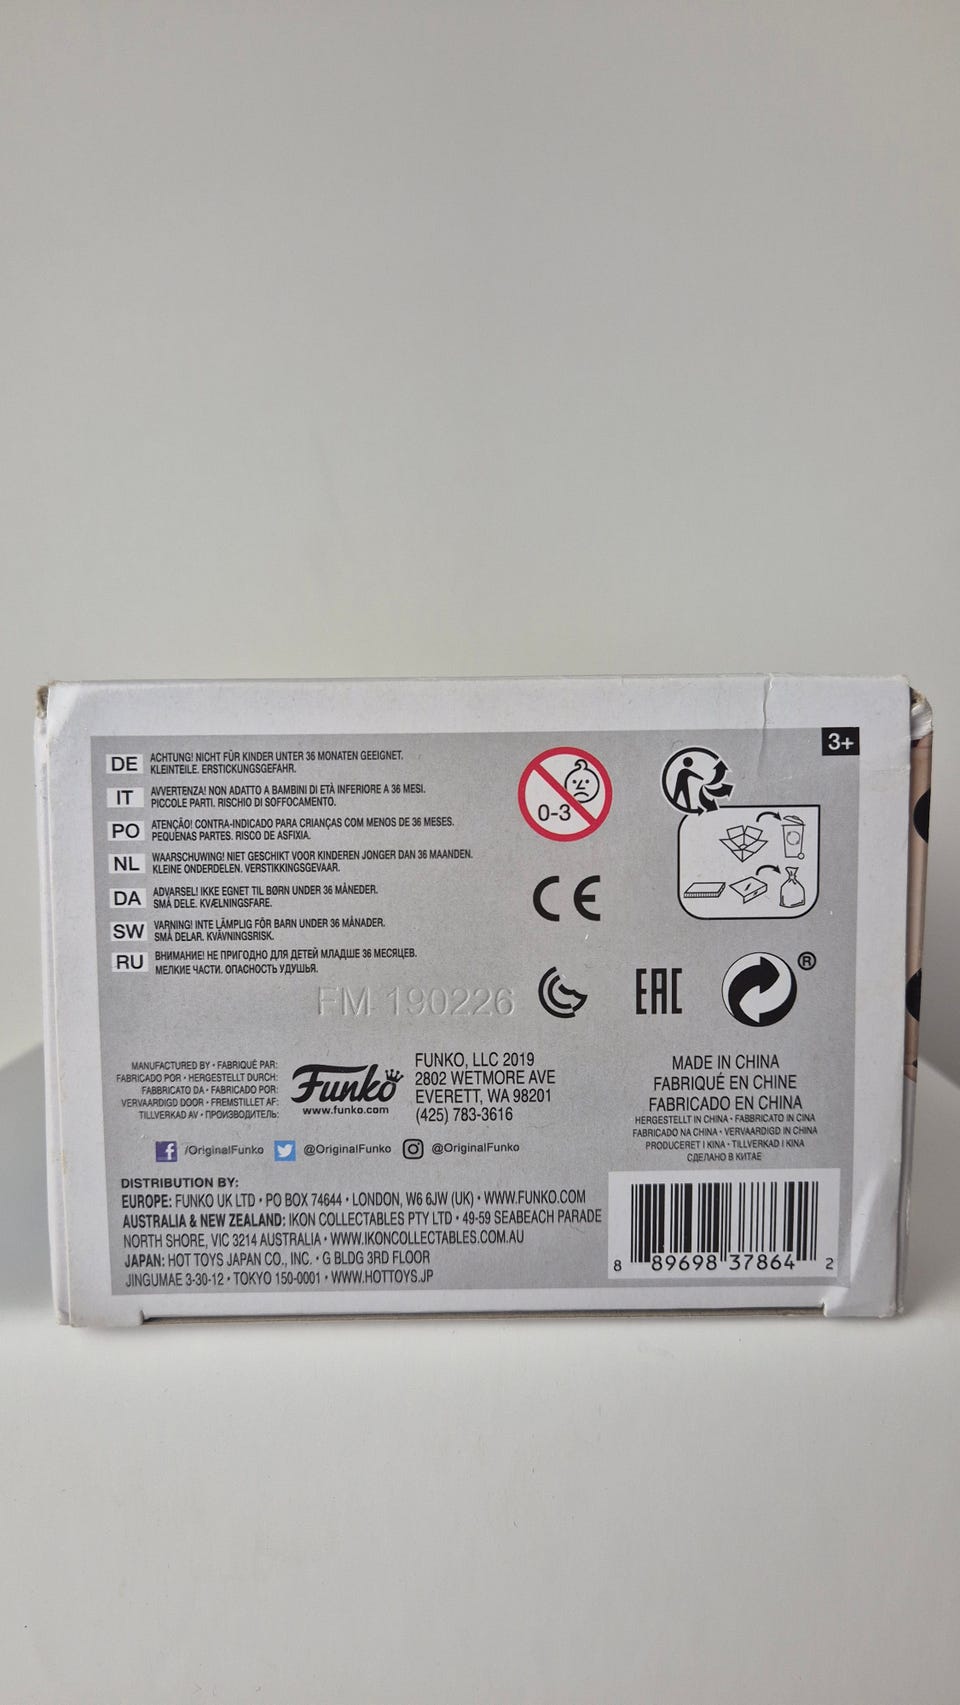 3+
DE ACHTUNG! NICHT FÜR KINDER UNTER 36 MONATEN GEEIGNET.
KLEINTEILE. ERSTICKUNGSGEFAHR.
IT AVVERTENZA! NON ADATTO A BAMBINI DI ETÀ INFERIORE A 36 MESI.
PICCOLE PARTI. RISCHIO DI SOFFOCAMENTO.
PO ATENÇÃO! CONTRA-INDICADO PARA CRIANÇAS COM MENOS DE 36 MESES.
PEQUENAS PARTES. RISCO DE ASFIXIA.
NL WAARSCHUWING! NIET GESCHIKT VOOR KINDEREN JONGER DAN 36 MAANDEN.
KLEINE ONDERDELEN. VERSTIKKINGSGEVAAR.
DA ADVARSEL! IKKE EGNET TIL BØRN UNDER 36 MÅNEDER.
SMÅ DELE. KVÆLNINGSFARE.
SW VARNING! INTE LÄMPLIG FÖR BARN UNDER 36 MÅNADER.
SMÅ DELAR. KVÄVNINGSRISK.
RU ВНИМАНИЕ! НЕ ПРИГОДНО ДЛЯ ДЕТЕЙ МЛАДШЕ 36 МЕСЯЦЕВ.
МЕЛКИЕ ЧАСТИ. ОПАСНОСТЬ УДУШЬЯ.
0-3
CE
FM 190226
EAC
®
MANUFACTURED BY • FABRIQUÉ PAR:
FABRICADO POR • HERGESTELLT DURCH:
FABBRICATO DA • FABRICADO POR:
VERVAARDIGD DOOR • FREMSTILLET AF:
TILLVERKAD AV • ПРОИЗВОДИТЕЛЬ:
Funko
www.funko.com
FUNKO, LLC 2019
2802 WETMORE AVE
EVERETT, WA 98201
(425) 783-3616
MADE IN CHINA
FABRIQUÉ EN CHINE
FABRICADO EN CHINA
HERGESTELLT IN CHINA • FABBRICATO IN CINA
FABRICADO NA CHINA • VERVAARDIGD IN CHINA
PRODUCERET I KINA • TILLVERKAD I KINA
СДЕЛАНО В КИТАЕ
f /OriginalFunko @OriginalFunko @OriginalFunko
DISTRIBUTION BY:
EUROPE: FUNKO UK LTD • PO BOX 74644 • LONDON, W6 6JW (UK) • WWW.FUNKO.COM
AUSTRALIA & NEW ZEALAND: IKON COLLECTABLES PTY LTD • 49-59 SEABEACH PARADE
NORTH SHORE, VIC 3214 AUSTRALIA • WWW.IKONCOLLECTABLES.COM.AU
JAPAN: HOT TOYS JAPAN CO., INC. • G BLDG 3RD FLOOR
JINGUMAE 3-30-12 • TOKYO 150-0001 • WWW.HOTTOYS.JP
8 89698 37864 2